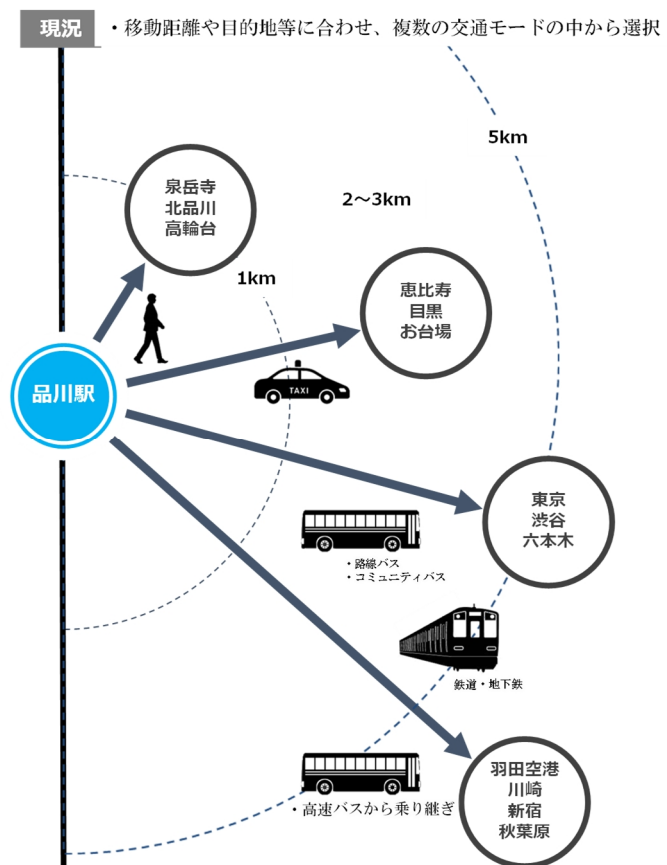 現況
・移動距離や目的地等に合わせ、複数の交通モードの中から選択
5km
2～3km
泉岳寺
北品川
高輪台
1km
恵比寿
目黒
お台場
品川駅
TAXI
東京
渋谷
六本木
・路線バス
・コミュニティバス
鉄道・地下鉄
羽田空港
川崎
新宿
秋葉原
・高速バスから乗り継ぎ